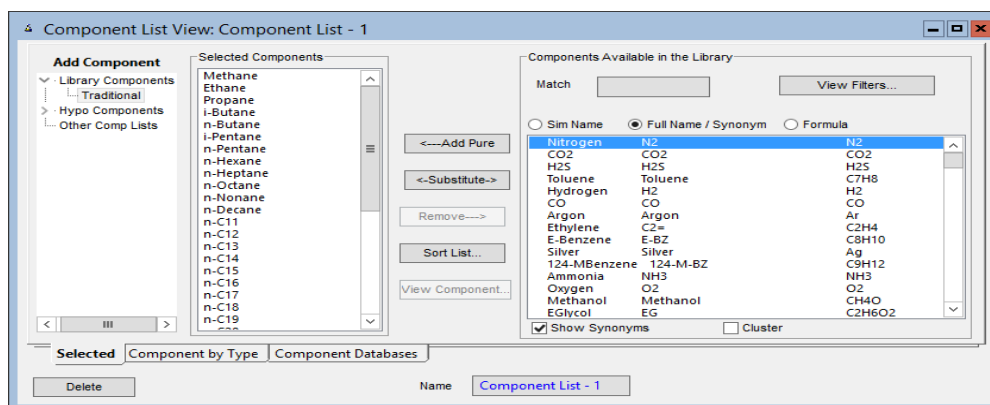 Component List View: Component List - 1
Add Component
Library Components
Traditional
Hypo Components
Other Comp Lists
Selected Components
Methane
Ethane
Propane
i-Butane
n-Butane
i-Pentane
n-Pentane
n-Hexane
n-Heptane
n-Octane
n-Nonane
n-Decane
n-C11
n-C12
n-C13
n-C14
n-C15
n-C16
n-C17
n-C18
n-C19
<---Add Pure
<-Substitute->
Remove--->
Sort List...
View Component...
Components Available in the Library
Match
View Filters...
Sim Name Full Name / Synonym Formula
Nitrogen N2 N2
CO2 CO2 CO2
H2S H2S H2S
Toluene Toluene C7H8
Hydrogen H2 H2
CO CO CO
Argon Argon Ar
Ethylene C2= C2H4
E-Benzene E-BZ C8H10
Silver Silver Ag
124-MBenzene 124-M-BZ C9H12
Ammonia NH3 NH3
Oxygen O2 O2
Methanol Methanol CH4O
EGlycol EG C2H6O2
Show Synonyms Cluster
Selected Component by Type Component Databases
Delete Name Component List - 1